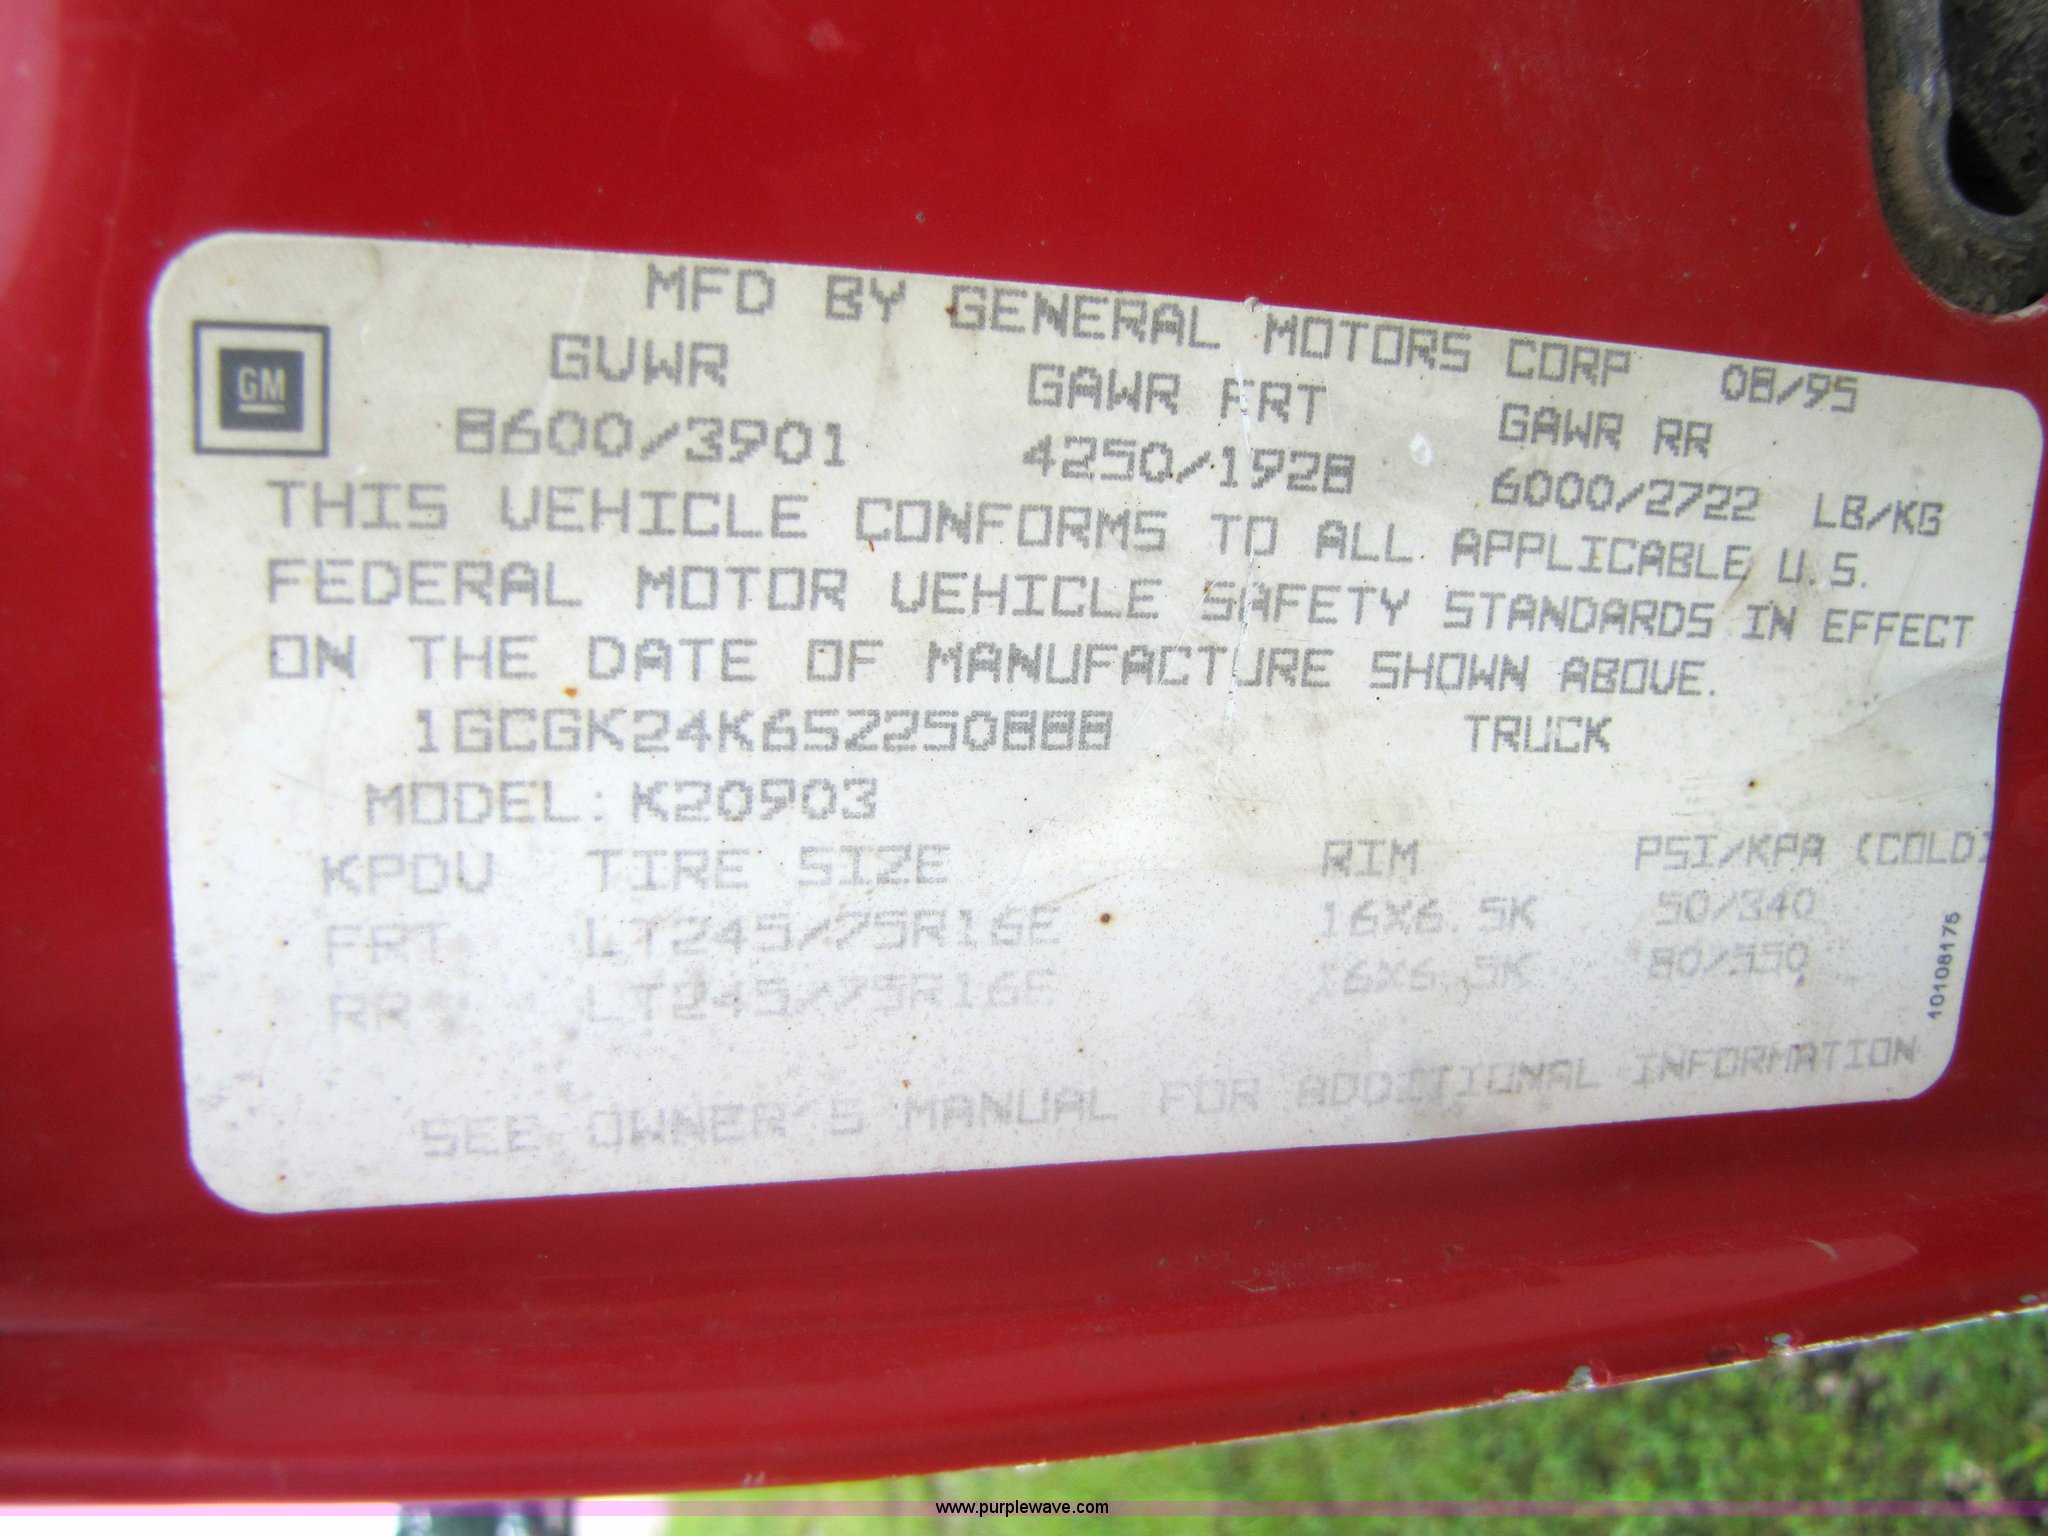 MFD BY GENERAL MOTORS CORP 08/95
GM
GVWR GAWR FRT GAWR RR
8600/3901 4250/1928 6000/2722 LB/KG
THIS VEHICLE CONFORMS TO ALL APPLICABLE U.S.
FEDERAL MOTOR VEHICLE SAFETY STANDARDS IN EFFECT
ON THE DATE OF MANUFACTURE SHOWN ABOVE.
1GCGK24K6SZ250888 TRUCK
MODEL: K20903
KPDV TIRE SIZE RIM PSI/KPA (COLD)
FRT LT245/75R16E 16X6.5K 50/340
RR LT245/75R16E 16X6.5K 80/550
SEE OWNER'S MANUAL FOR ADDITIONAL INFORMATION
10108175
www.purplewave.com